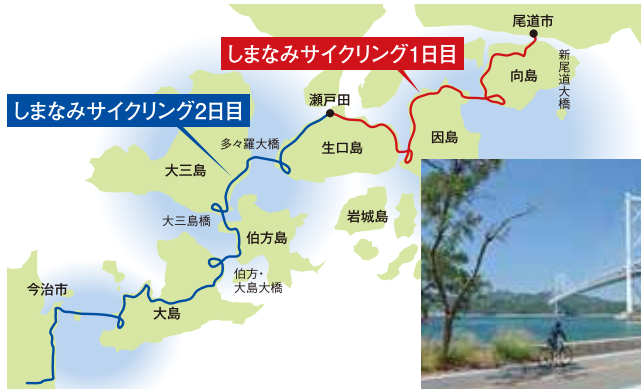 尾道市
しまなみサイクリング1日目
向島
新尾道
大橋
瀬戸田
しまなみサイクリング2日目
因島
多々羅大橋
生口島
大三島
大三島橋
岩城島
伯方島
伯方・
大島大橋
今治市
大島